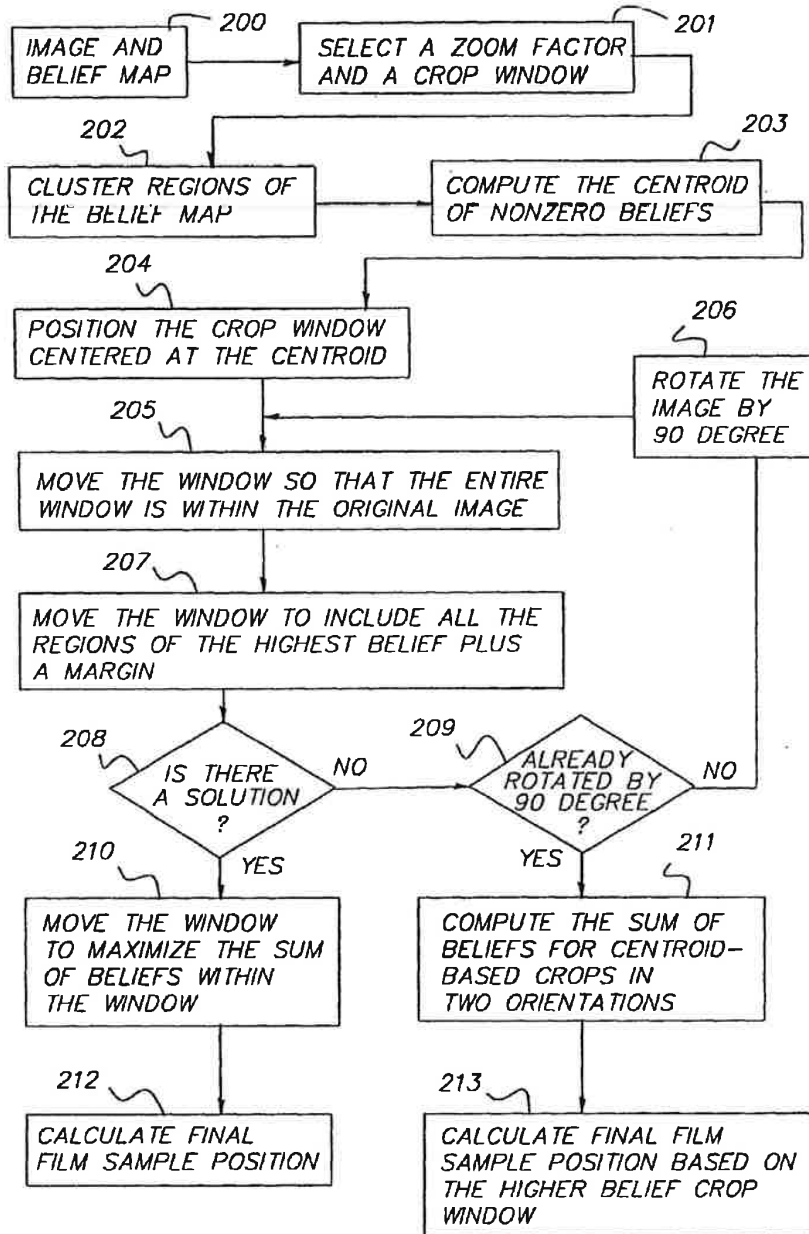 200
IMAGE AND
BELIEF MAP
201
SELECT A ZOOM FACTOR
AND A CROP WINDOW
202
CLUSTER REGIONS OF
THE BELIEF MAP
203
COMPUTE THE CENTROID
OF NONZERO BELIEFS
204
POSITION THE CROP WINDOW
CENTERED AT THE CENTROID
206
ROTATE THE
IMAGE BY
90 DEGREE
205
MOVE THE WINDOW SO THAT THE ENTIRE
WINDOW IS WITHIN THE ORIGINAL IMAGE
207
MOVE THE WINDOW TO INCLUDE ALL THE
REGIONS OF THE HIGHEST BELIEF PLUS
A MARGIN
208
IS THERE
A SOLUTION
?
NO
YES
209
ALREADY
ROTATED BY
90 DEGREE
?
NO
YES
210
MOVE THE WINDOW
TO MAXIMIZE THE SUM
OF BELIEFS WITHIN
THE WINDOW
211
COMPUTE THE SUM OF
BELIEFS FOR CENTROID-
BASED CROPS IN
TWO ORIENTATIONS
212
CALCULATE FINAL
FILM SAMPLE POSITION
213
CALCULATE FINAL FILM
SAMPLE POSITION BASED ON
THE HIGHER BELIEF CROP
WINDOW